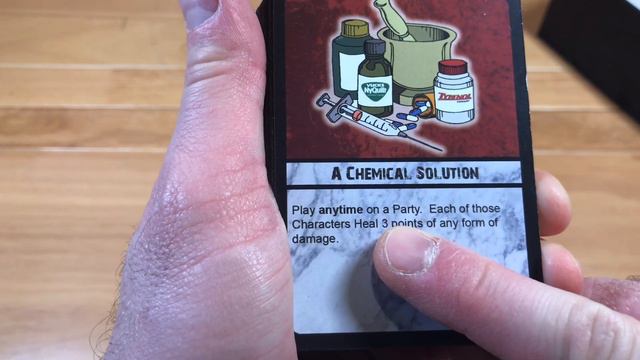 VICKS
NyQuil
TYLENOL
A CHEMICAL SOLUTION
Play anytime on a Party. Each of those
Characters Heal 3 points of any form of
damage.